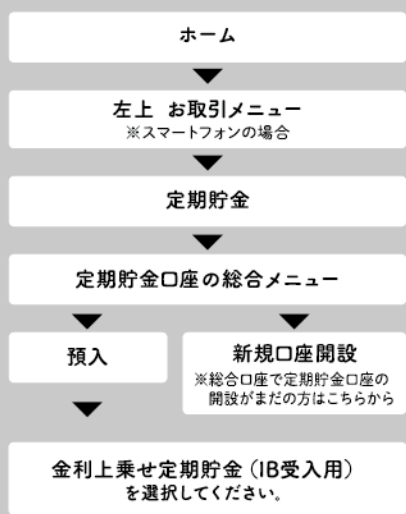 ホーム
左上 お取引メニュー
※スマートフォンの場合
定期貯金
定期貯金口座の総合メニュー
預入
新規口座開設
※総合口座で定期貯金口座の
開設がまだの方はこちらから
金利上乗せ定期貯金（IB受入用）
を選択してください。